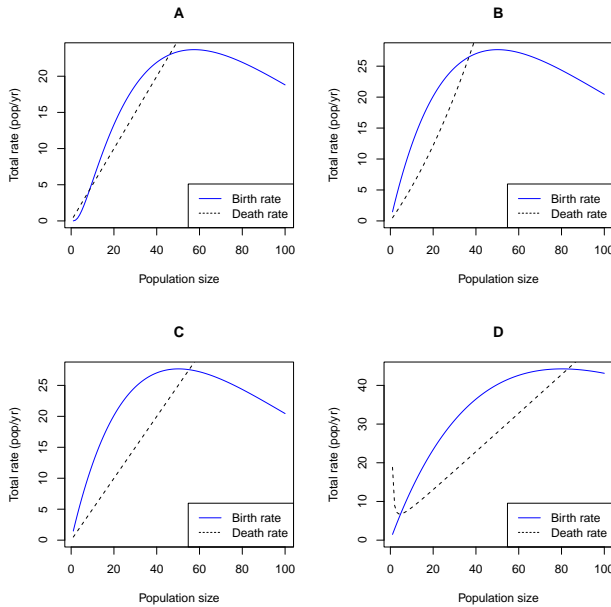 A
Total rate (pop/yr)
0 5 10 15 20
Birth rate
Death rate
0 20 40 60 80 100
Population size
B
Total rate (pop/yr)
0 5 10 15 20 25
Birth rate
Death rate
0 20 40 60 80 100
Population size
C
Total rate (pop/yr)
0 5 10 15 20 25
Birth rate
Death rate
0 20 40 60 80 100
Population size
D
Total rate (pop/yr)
0 10 20 30 40
Birth rate
Death rate
0 20 40 60 80 100
Population size